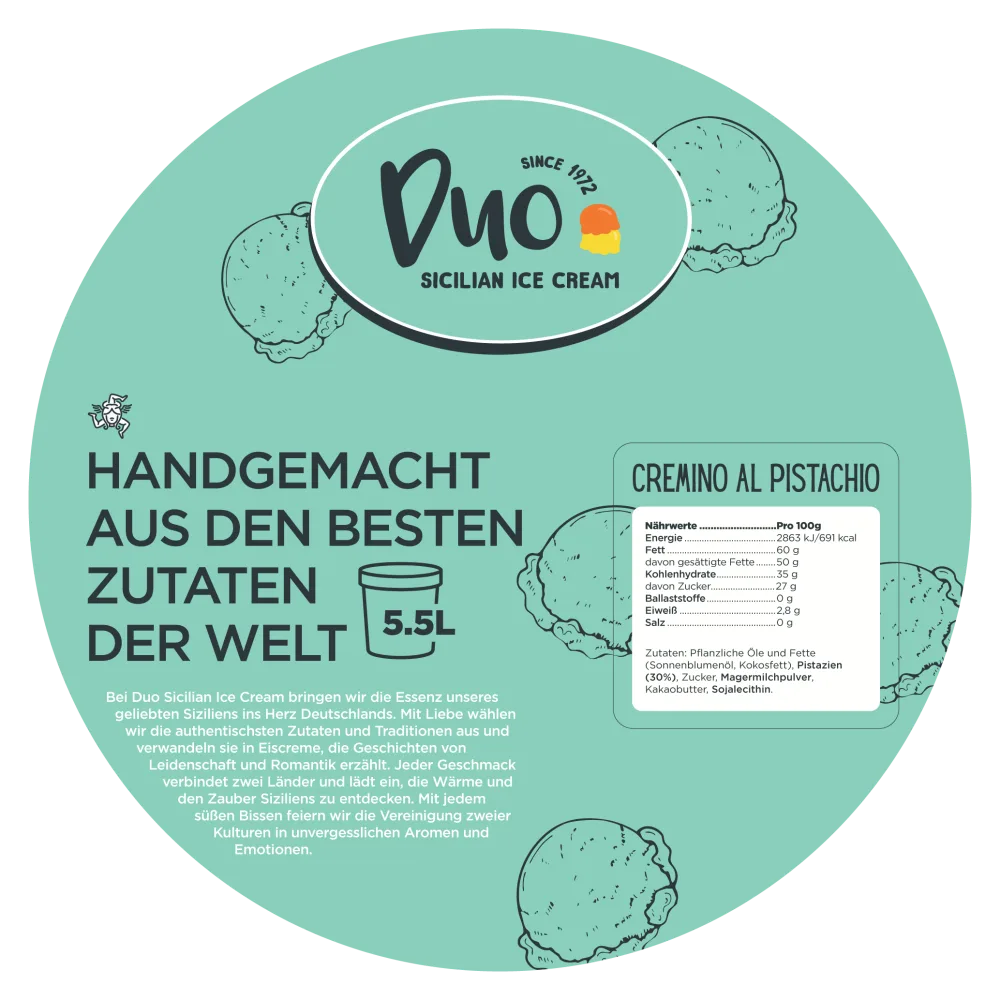 SINCE 1972
Duo
SICILIAN ICE CREAM
HANDGEMACHT
AUS DEN BESTEN
ZUTATEN
DER WELT
5.5L
Bei Duo Sicilian Ice Cream bringen wir die Essenz unseres
geliebten Siziliens ins Herz Deutschlands. Mit Liebe wählen
wir die authentischsten Zutaten und Traditionen aus und
verwandeln sie in Eiscreme, die Geschichten von
Leidenschaft und Romantik erzählt. Jeder Geschmack
verbindet zwei Länder und lädt ein, die Wärme und
den Zauber Siziliens zu entdecken. Mit jedem
süßen Bissen feiern wir die Vereinigung zweier
Kulturen in unvergesslichen Aromen und
Emotionen.
CREMINO AL PISTACHIO
Nährwerte ............................Pro 100g
Energie ................................2863 kJ/691 kcal
Fett ......................................60 g
davon gesättigte Fette .......50 g
Kohlenhydrate.....................35 g
davon Zucker.......................27 g
Ballaststoffe ........................0 g
Eiweiß .................................2,8 g
Salz ......................................0 g
Zutaten: Pflanzliche Öle und Fette
(Sonnenblumenöl, Kokosfett), Pistazien
(30%), Zucker, Magermilchpulver,
Kakaobutter, Sojalecithin.